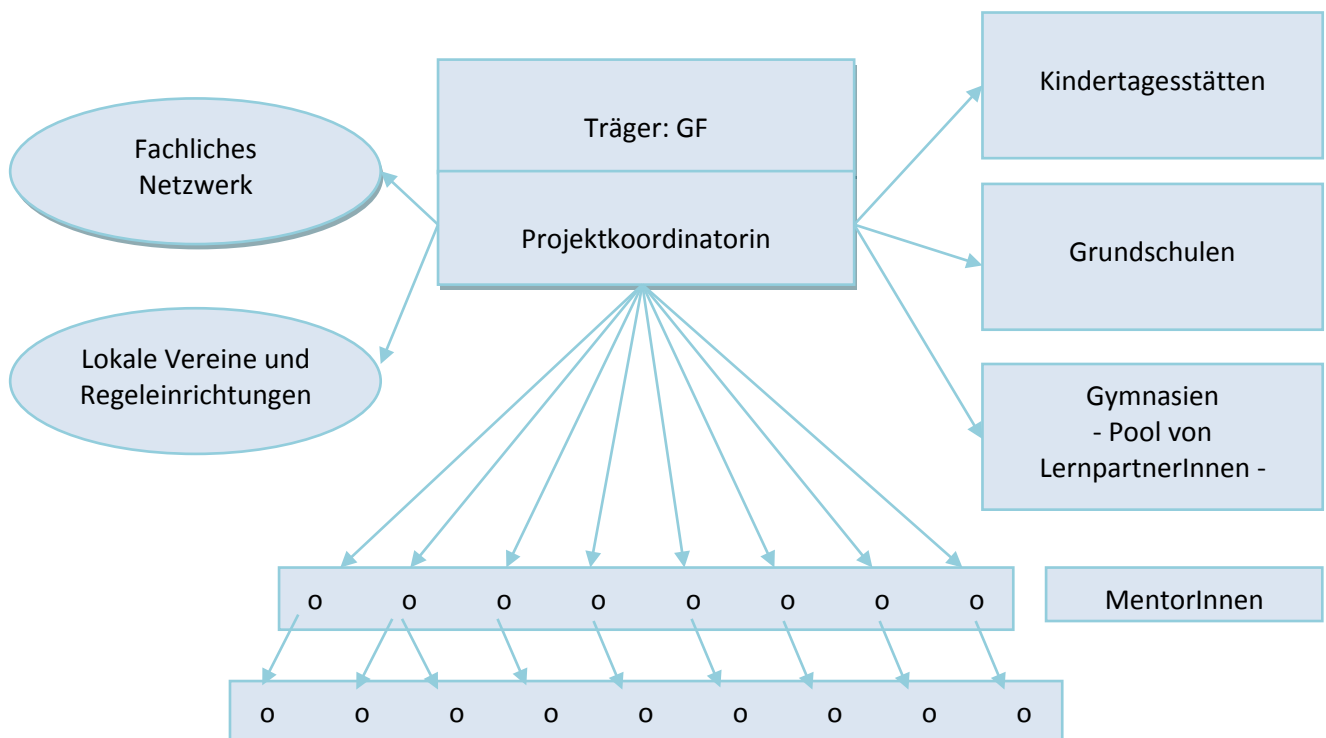 Fachliches
Netzwerk
Lokale Vereine und
Regeleinrichtungen
Träger: GF
Projektkoordinatorin
Kindertagesstätten
Grundschulen
Gymnasien
- Pool von
LernpartnerInnen -
o o o o o o o o
MentorInnen
o o o o o o o o o